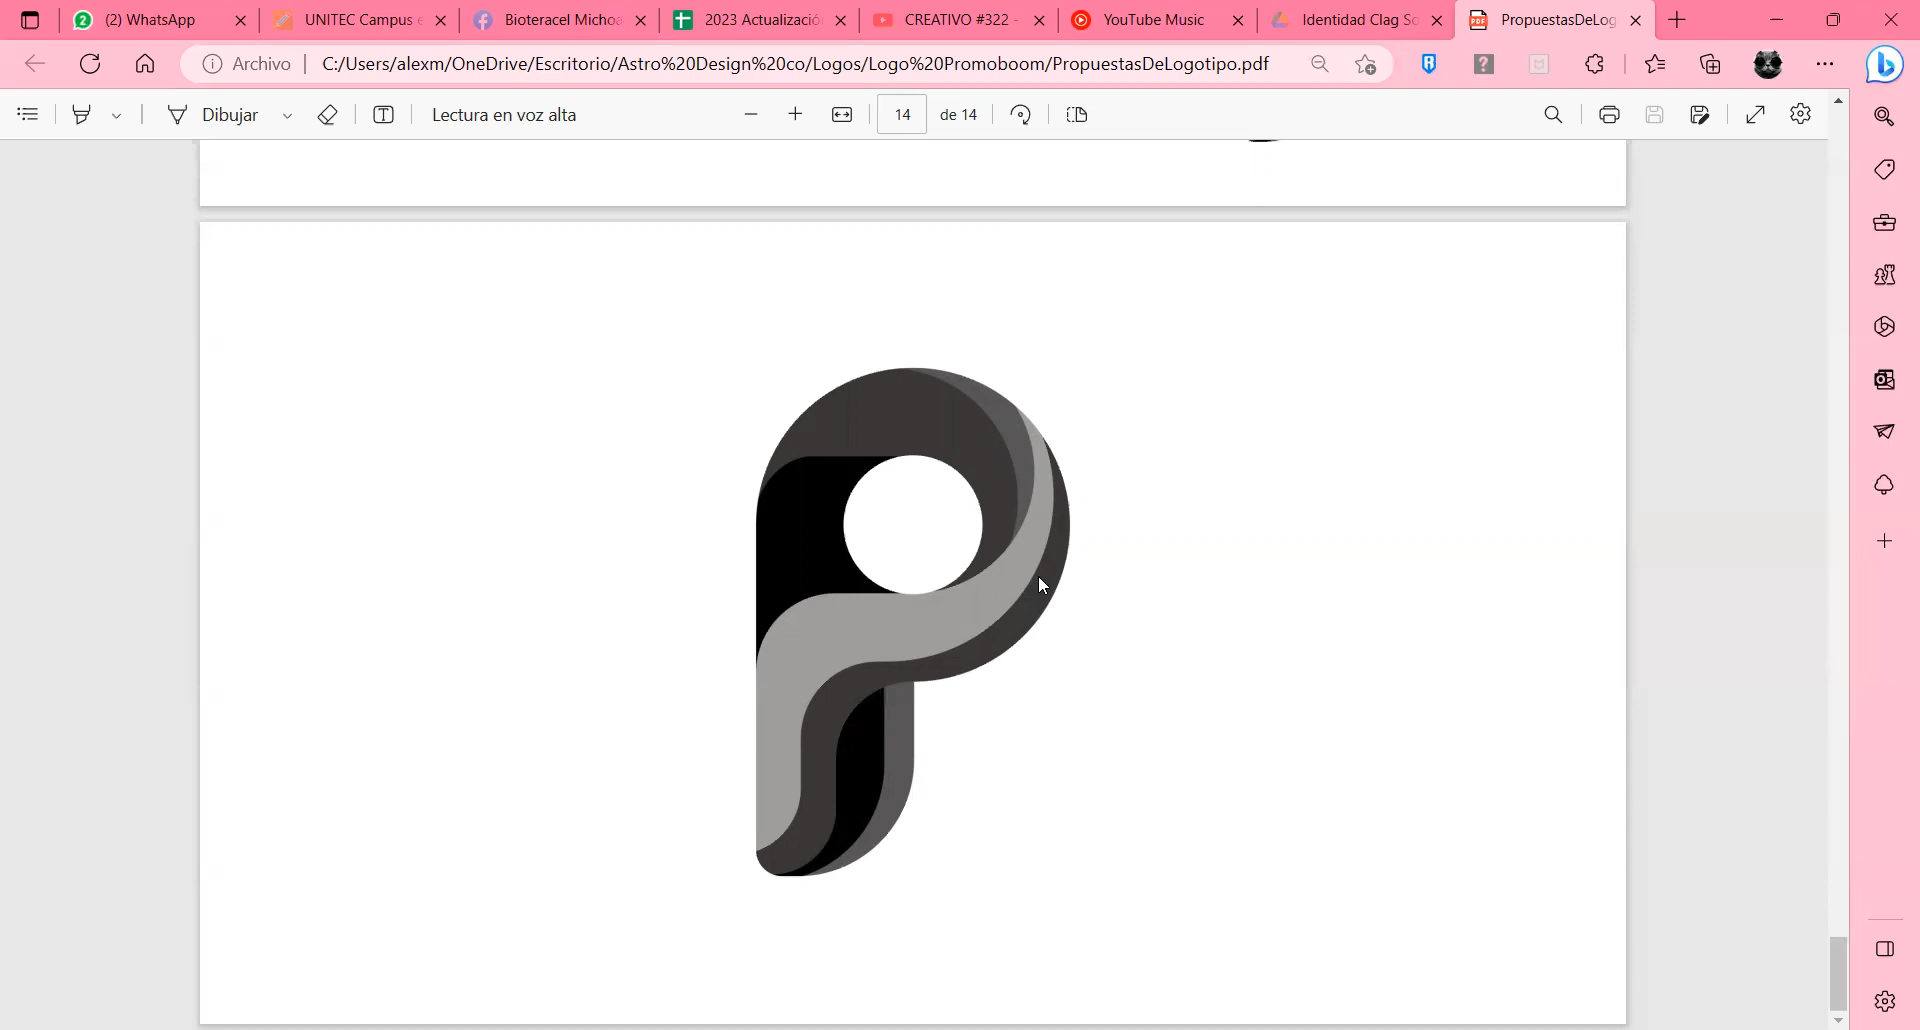 (2) WhatsApp
UNITEC Campus e
Bioteracel Michoa
2023 Actualizació
CREATIVO #322 -
YouTube Music
Identidad Clag So
PropuestasDeLog
Archivo
C:/Users/alexm/OneDrive/Escritorio/Astro%20Design%20co/Logos/Logo%20Promoboom/PropuestasDeLogotipo.pdf
Dibujar
Lectura en voz alta
14 de 14
P